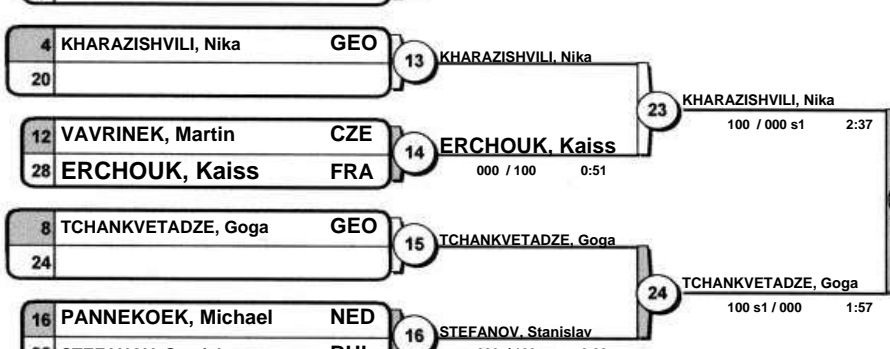 4 KHARAZISHVILI, Nika GEO
20
13 KHARAZISHVILI, Nika
23 KHARAZISHVILI, Nika
100 / 000 s1 2:37
12 VAVRINEK, Martin CZE
28 ERCHOUK, Kaiss FRA
14 ERCHOUK, Kaiss
000 / 100 0:51
8 TCHANKVETADZE, Goga GEO
24
15 TCHANKVETADZE, Goga
24 TCHANKVETADZE, Goga
100 s1 / 000 1:57
16 PANNEKOEK, Michael NED
16 STEFANOV, Stanislav